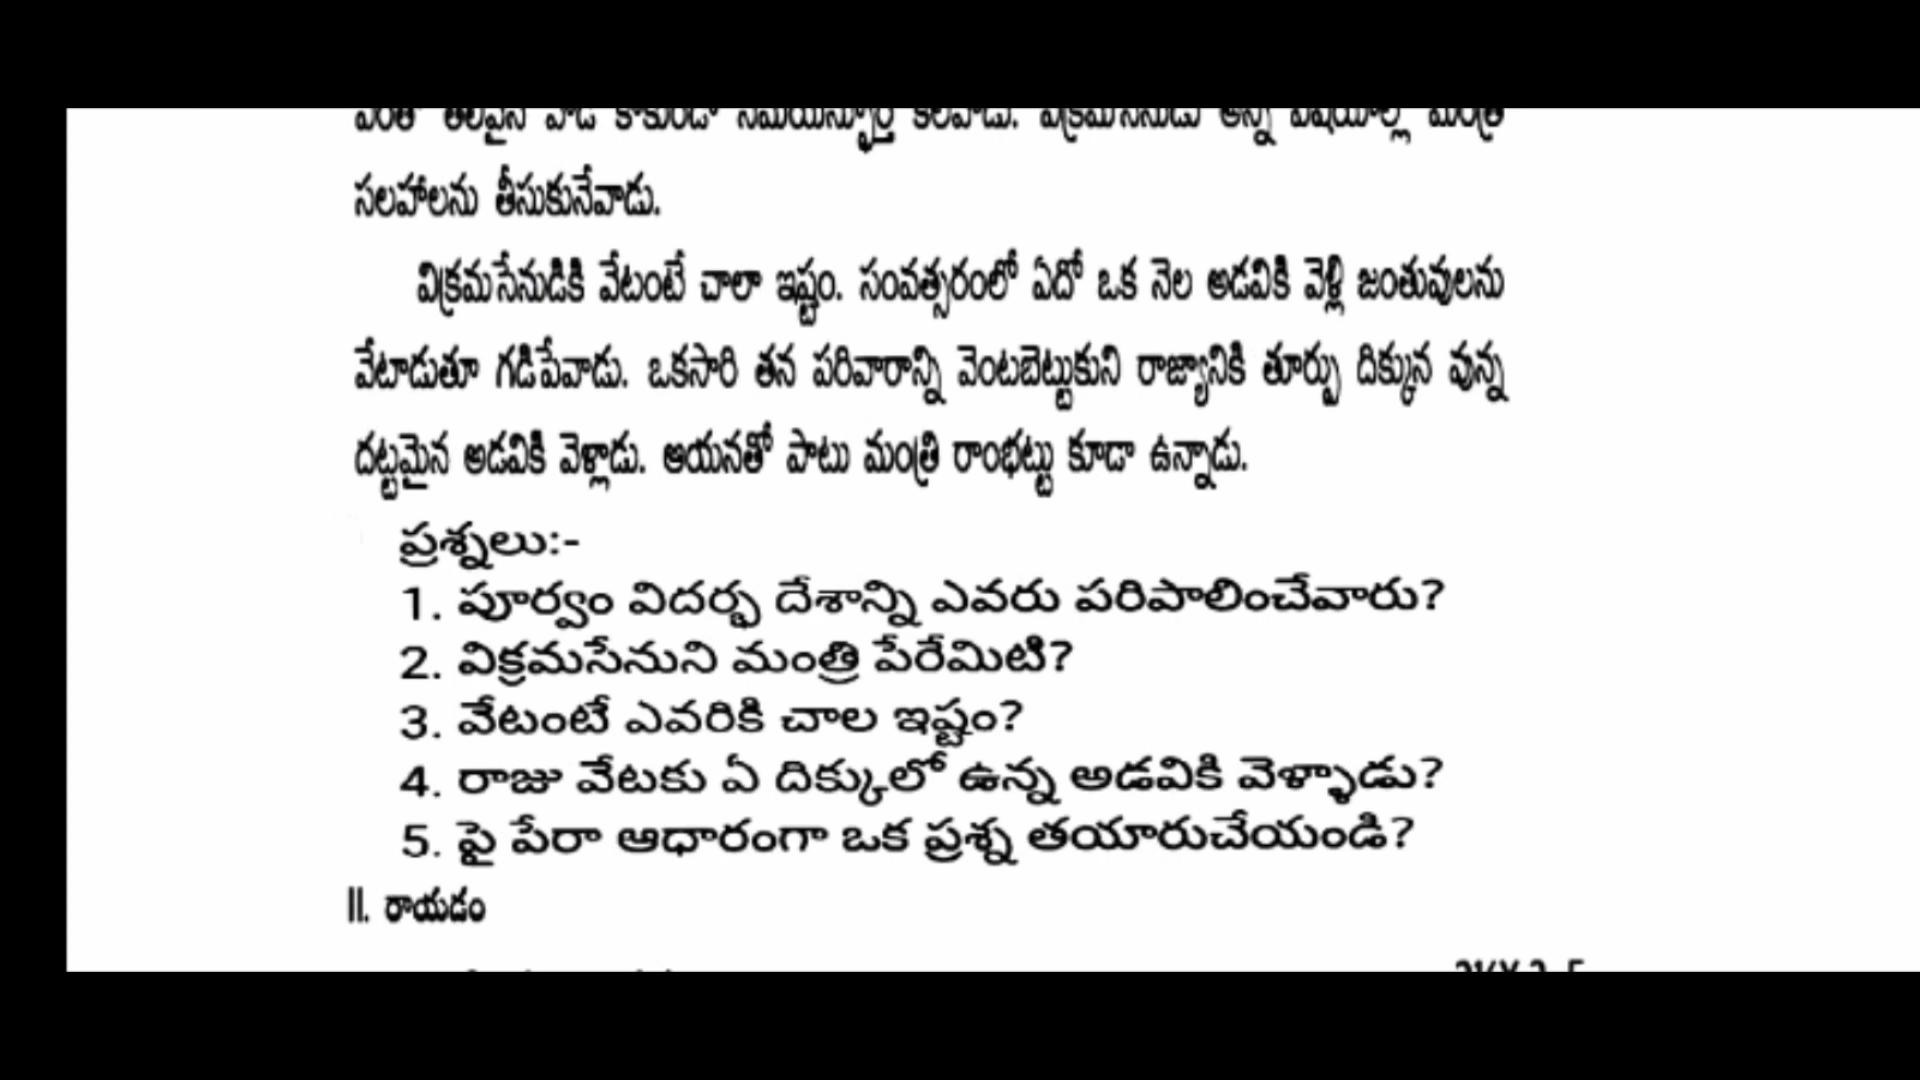 సలహాలను తీసుకునేవాడు.
విక్రమసేనుడికి వేటంటే చాలా ఇష్టం. సంవత్సరంలో ఏదో ఒక నెల అడవికి వెళ్లి జంతువులను
వేటాడుతూ గడిపేవాడు. ఒకసారి తన పరివారాన్ని వెంటబెట్టుకుని రాజ్యానికి తూర్పు దిక్కున వున్న
దట్టమైన అడవికి వెళ్లాడు. ఆయనతో పాటు మంత్రి రాంభట్టు కూడా ఉన్నాడు.
ప్రశ్నలు:-
1. పూర్వం విదర్భ దేశాన్ని ఎవరు పరిపాలించేవారు?
2. విక్రమసేనుని మంత్రి పేరేమిటి?
3. వేటంటే ఎవరికి చాల ఇష్టం?
4. రాజు వేటకు ఏ దిక్కులో ఉన్న అడవికి వెళ్ళాడు?
5. పై పేరా ఆధారంగా ఒక ప్రశ్న తయారుచేయండి?
II. రాయడం